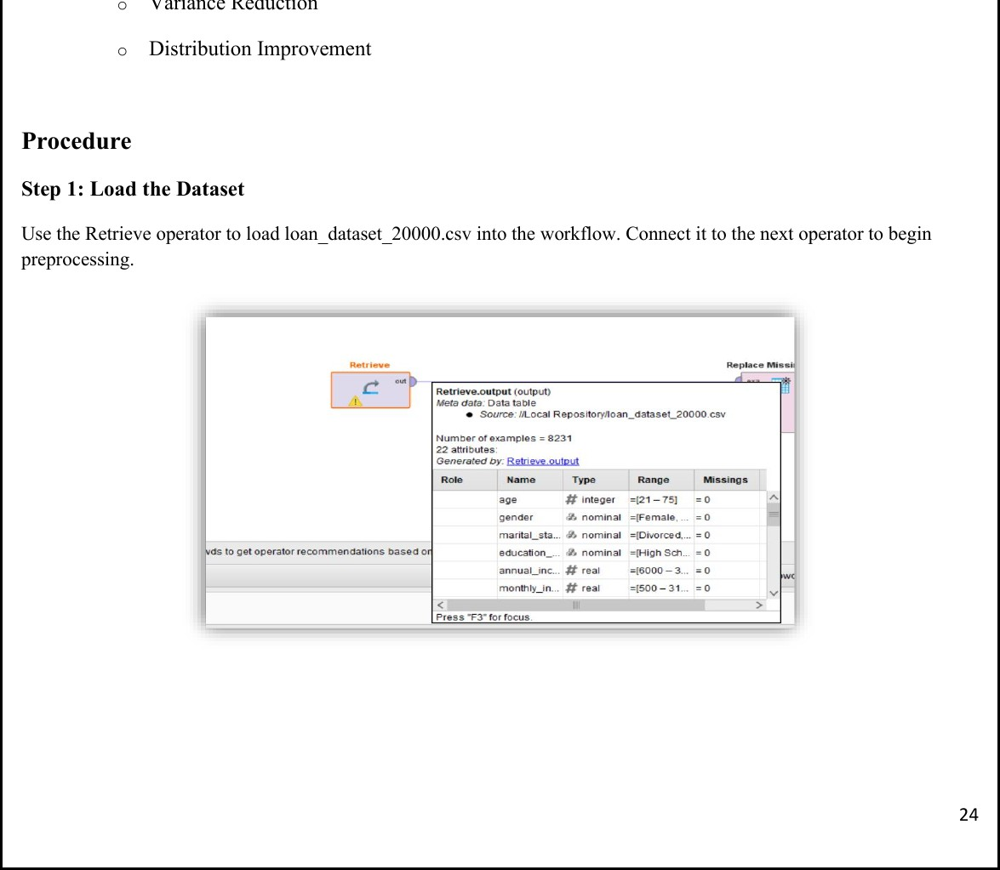 o Variance Reduction
o Distribution Improvement
Procedure
Step 1: Load the Dataset
Use the Retrieve operator to load loan_dataset_20000.csv into the workflow. Connect it to the next operator to begin
preprocessing.
Retrieve
out
Replace Missi
Retrieve.output (output)
Meta data: Data table
● Source: //Local Repository/loan_dataset_20000.csv
Number of examples = 8231
22 attributes:
Generated by: Retrieve.output
Role Name Type Range Missings
age # integer =[21 – 75] = 0
gender nominal =[Female, ... = 0
marital_sta... nominal =[Divorced,... = 0
education_... nominal =[High Sch... = 0
annual_inc... # real =[6000 – 3... = 0
monthly_in... # real =[500 – 31... = 0
Press "F3" for focus.
vds to get operator recommendations based on
24